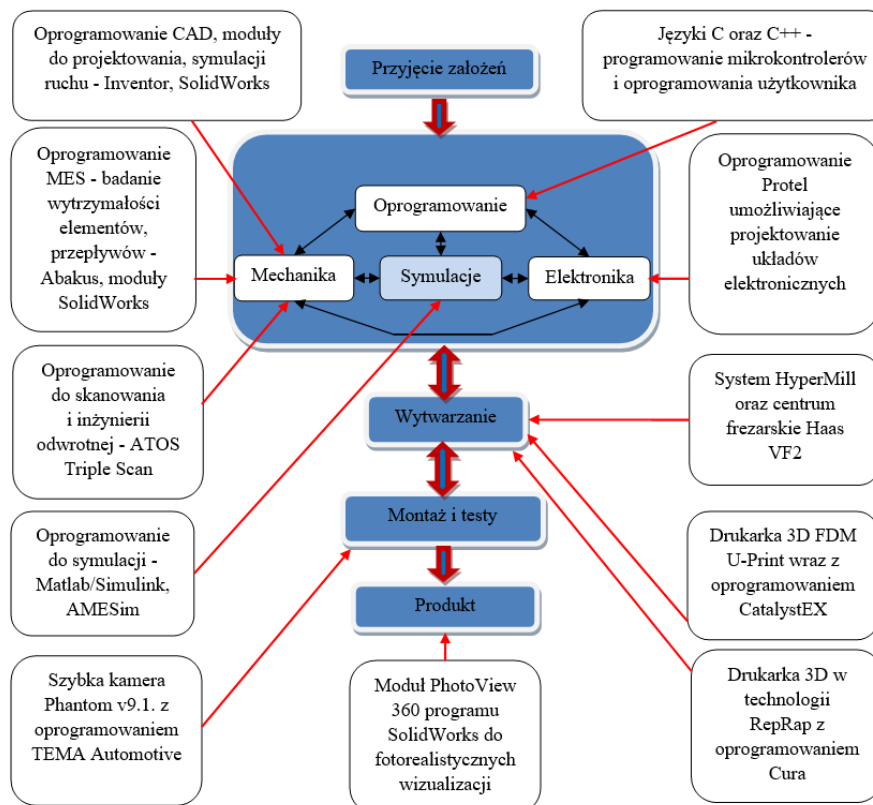 Oprogramowanie CAD, moduły
do projektowania, symulacji
ruchu - Inventor, SolidWorks
Przyjęcie założeń
Języki C oraz C++ -
programowanie mikrokontrolerów
i oprogramowania użytkownika
Oprogramowanie
MES - badanie
wytrzymałości
elementów,
przepływów -
Abakus, moduły
SolidWorks
Oprogramowanie
Mechanika
Symulacje
Elektronika
Oprogramowanie
Protel
umożliwiające
projektowanie
układów
elektronicznych
Oprogramowanie
do skanowania
i inżynierii
odwrotnej - ATOS
Triple Scan
Wytwarzanie
System HyperMill
oraz centrum
frezarskie Haas
VF2
Oprogramowanie
do symulacji -
Matlab/Simulink,
AMESim
Montaż i testy
Drukarka 3D FDM
U-Print wraz z
oprogramowaniem
CatalystEX
Produkt
Szybka kamera
Phantom v9.1. z
oprogramowaniem
TEMA Automotive
Moduł PhotoView
360 programu
SolidWorks do
fotorealistycznych
wizualizacji
Drukarka 3D w
technologii
RepRap z
oprogramowaniem
Cura